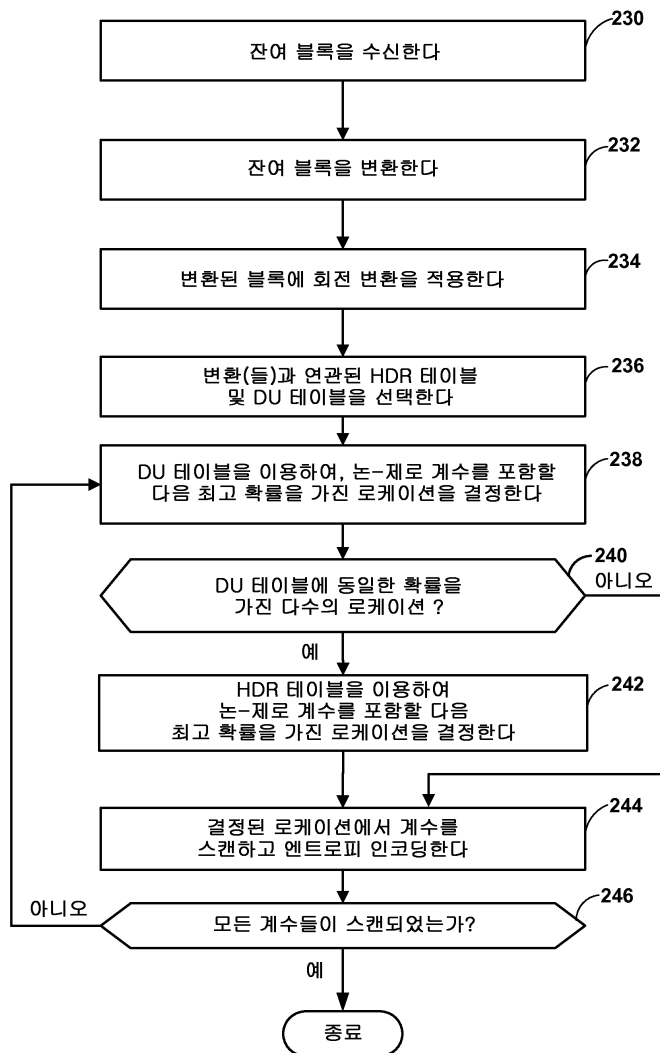 230
잔여 블록을 수신한다
232
잔여 블록을 변환한다
234
변환된 블록에 회전 변환을 적용한다
236
변환(들)과 연관된 HDR 테이블
및 DU 테이블을 선택한다
238
DU 테이블을 이용하여, 논-제로 계수를 포함할
다음 최고 확률을 가진 로케이션을 결정한다
240
DU 테이블에 동일한 확률을
가진 다수의 로케이션 ?
아니오
예
242
HDR 테이블을 이용하여
논-제로 계수를 포함할 다음
최고 확률을 가진 로케이션을 결정한다
244
결정된 로케이션에서 계수를
스캔하고 엔트로피 인코딩한다
246
아니오
모든 계수들이 스캔되었는가?
예
종료